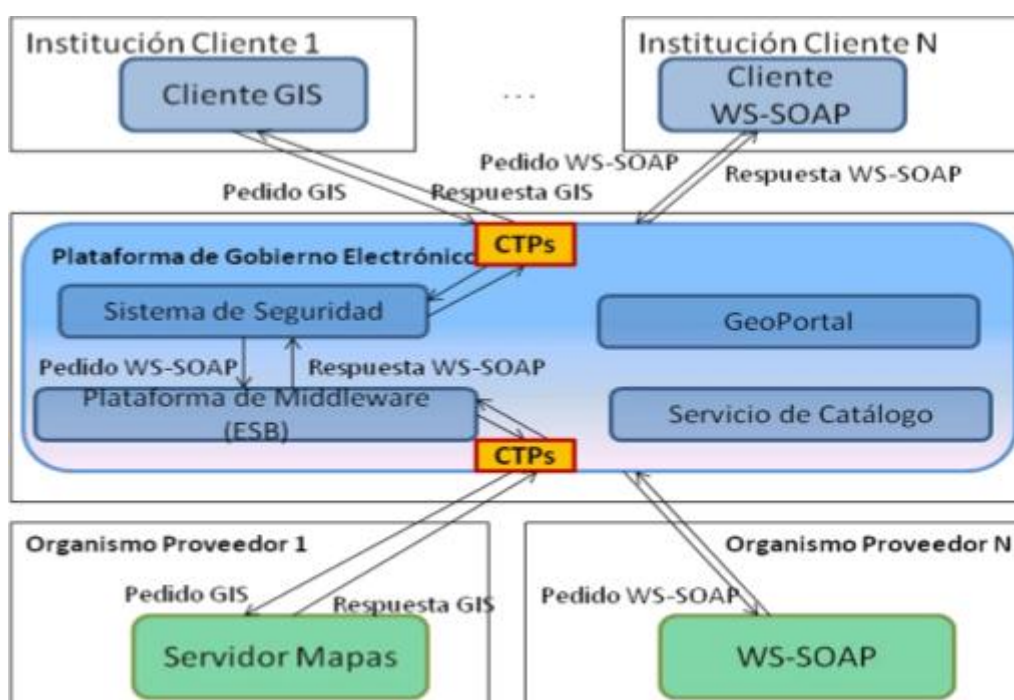 Institución Cliente 1
Institución Cliente N
Cliente GIS
...
Cliente
WS-SOAP
Pedido WS-SOAP
Respuesta WS-SOAP
Pedido GIS
Respuesta GIS
CTPs
Plataforma de Gobierno Electrónico
Sistema de Seguridad
GeoPortal
Pedido WS-SOAP
Respuesta WS-SOAP
Plataforma de Middleware
(ESB)
Servicio de Catálogo
CTPs
Organismo Proveedor 1
Organismo Proveedor N
Pedido GIS
Respuesta GIS
Pedido WS-SOAP
Servidor Mapas
WS-SOAP